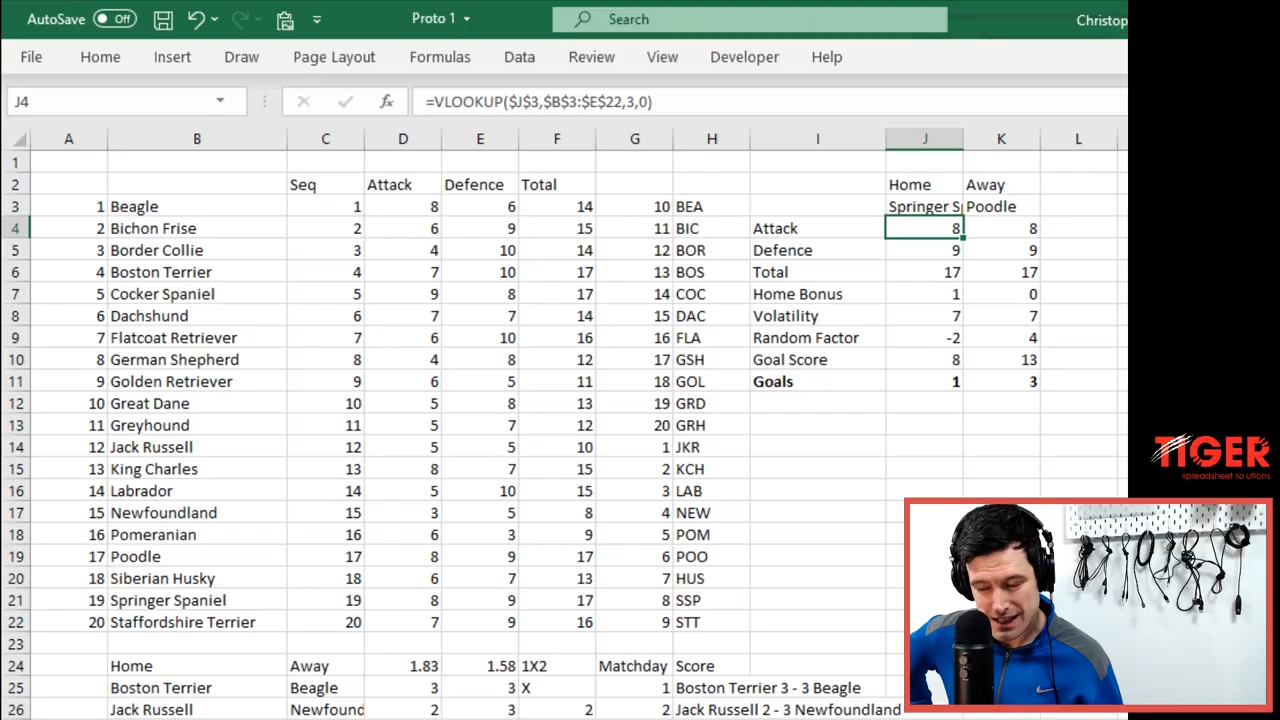 AutoSave Off Proto 1 Search Christop
File Home Insert Draw Page Layout Formulas Data Developer Review View Help
J4 fx =VLOOKUP($J$3,$B$3:$E$22,3,0)
A B C D E F G H I J K L
1
2 Seq Attack Defence Total Home Away
3 1 Beagle 1 8 6 14 10 BEA Springer S Poodle
4 2 Bichon Frise 2 6 9 15 11 BIC Attack 8 8
5 3 Border Collie 3 4 10 14 12 BOR Defence 9 9
6 4 Boston Terrier 4 7 10 17 13 BOS Total 17 17
7 5 Cocker Spaniel 5 9 8 17 14 COC Home Bonus 1 0
8 6 Dachshund 6 7 7 14 15 DAC Volatility 7 7
9 7 Flatcoat Retriever 7 6 10 16 16 FLA Random Factor -2 4
10 8 German Shepherd 8 4 8 12 17 GSH Goal Score 8 13
11 9 Golden Retriever 9 6 5 11 18 GOL Goals 1 3
12 10 Great Dane 10 5 8 13 19 GRD
13 11 Greyhound 11 5 7 12 20 GRH
14 12 Jack Russell 12 5 5 10 1 JKR
15 13 King Charles 13 8 7 15 2 KCH
16 14 Labrador 14 5 10 15 3 LAB
17 15 Newfoundland 15 3 5 8 4 NEW
18 16 Pomeranian 16 6 3 9 5 POM
19 17 Poodle 17 8 9 17 6 POO
20 18 Siberian Husky 18 6 7 13 7 HUS
21 19 Springer Spaniel 19 8 9 17 8 SSP
22 20 Staffordshire Terrier 20 7 9 16 9 STT
23
24 Home Away 1.83 1.58 1X2 Matchday Score
25 Boston Terrier Beagle 3 3 X 1 Boston Terrier 3 - 3 Beagle
26 Jack Russell Newfound 2 3 2 2 Jack Russell 2 - 3 Newfoundland
TIGER
spreadsheet solutions